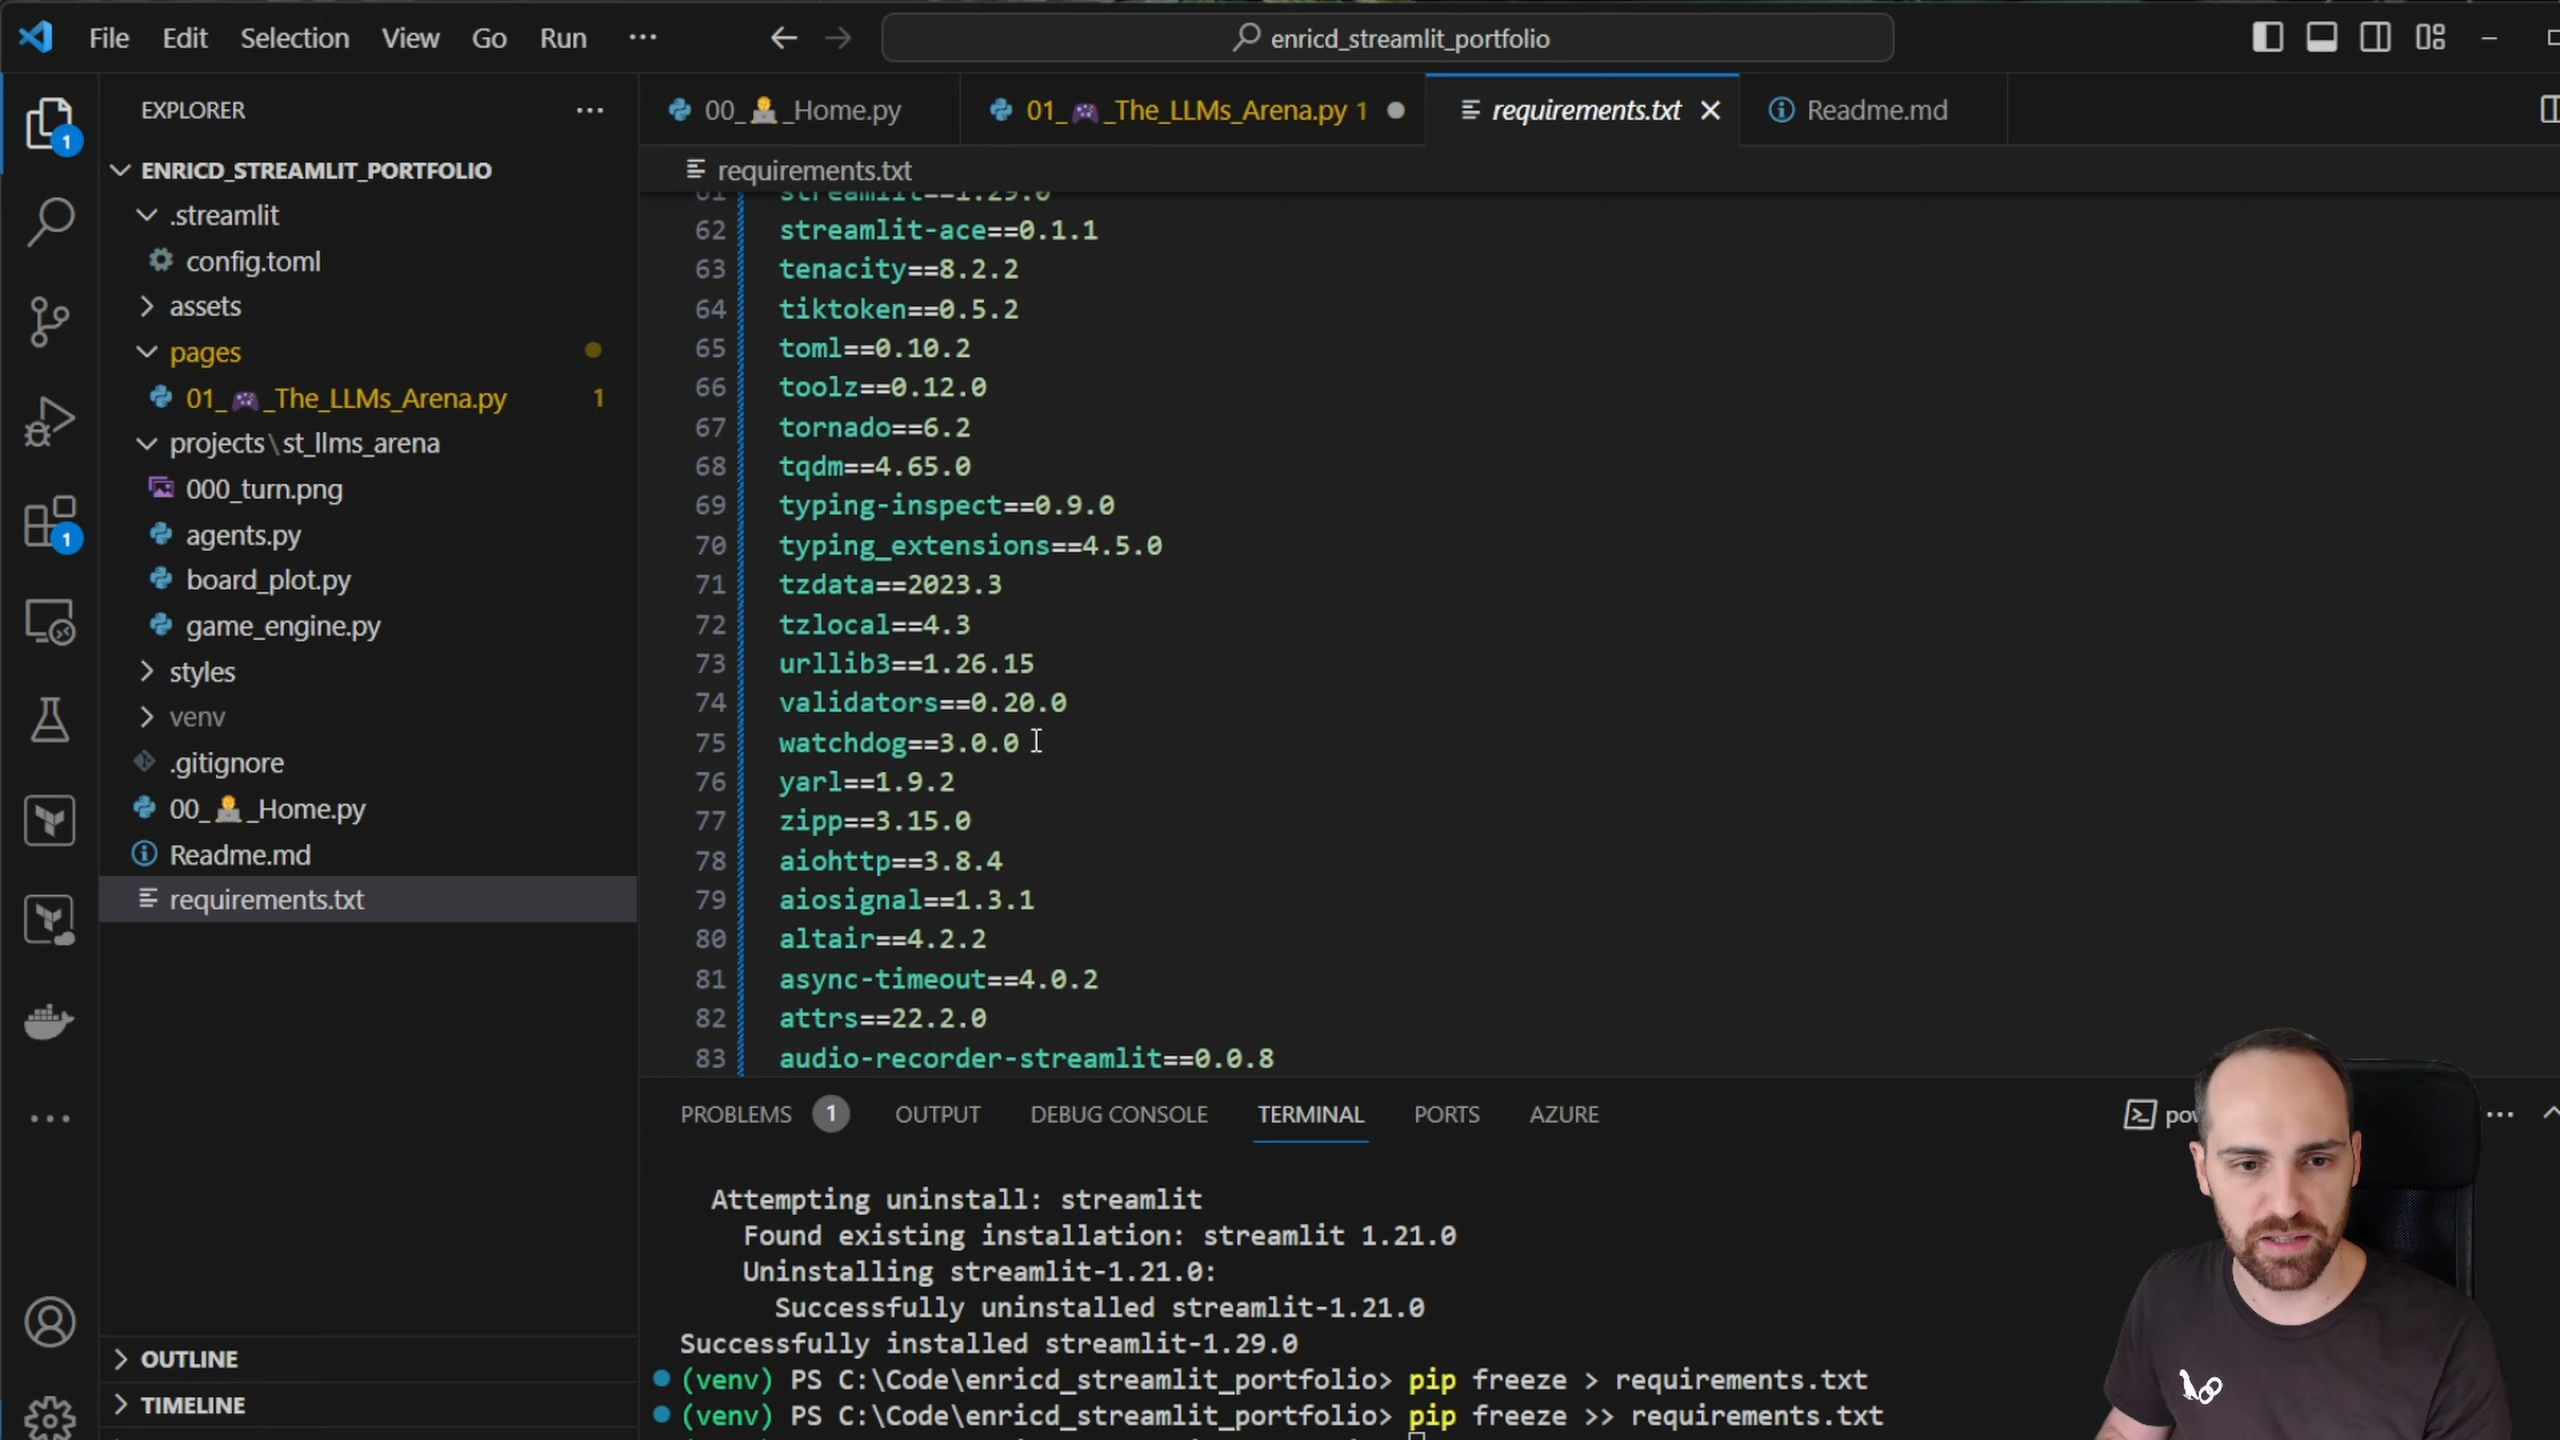 File Edit Selection View Go Run ...
enricd_streamlit_portfolio
EXPLORER
ENRICD_STREAMLIT_PORTFOLIO
.streamlit
config.toml
assets
pages
01_🎮_The_LLMs_Arena.py 1
projects\st_llms_arena
000_turn.png
agents.py
board_plot.py
game_engine.py
styles
venv
.gitignore
00_👨‍💻_Home.py
Readme.md
requirements.txt
OUTLINE
TIMELINE
1
1
00_👨‍💻_Home.py
01_🎮_The_LLMs_Arena.py 1
requirements.txt
Readme.md
requirements.txt
61 streamlit==1.29.0
62 streamlit-ace==0.1.1
63 tenacity==8.2.2
64 tiktoken==0.5.2
65 toml==0.10.2
66 toolz==0.12.0
67 tornado==6.2
68 tqdm==4.65.0
69 typing-inspect==0.9.0
70 typing_extensions==4.5.0
71 tzdata==2023.3
72 tzlocal==4.3
73 urllib3==1.26.15
74 validators==0.20.0
75 watchdog==3.0.0
76 yarl==1.9.2
77 zipp==3.15.0
78 aiohttp==3.8.4
79 aiosignal==1.3.1
80 altair==4.2.2
81 async-timeout==4.0.2
82 attrs==22.2.0
83 audio-recorder-streamlit==0.0.8
PROBLEMS 1 OUTPUT DEBUG CONSOLE TERMINAL PORTS AZURE
Attempting uninstall: streamlit
Found existing installation: streamlit 1.21.0
Uninstalling streamlit-1.21.0:
Successfully uninstalled streamlit-1.21.0
Successfully installed streamlit-1.29.0
(venv) PS C:\Code\enricd_streamlit_portfolio> pip freeze > requirements.txt
(venv) PS C:\Code\enricd_streamlit_portfolio> pip freeze >> requirements.txt